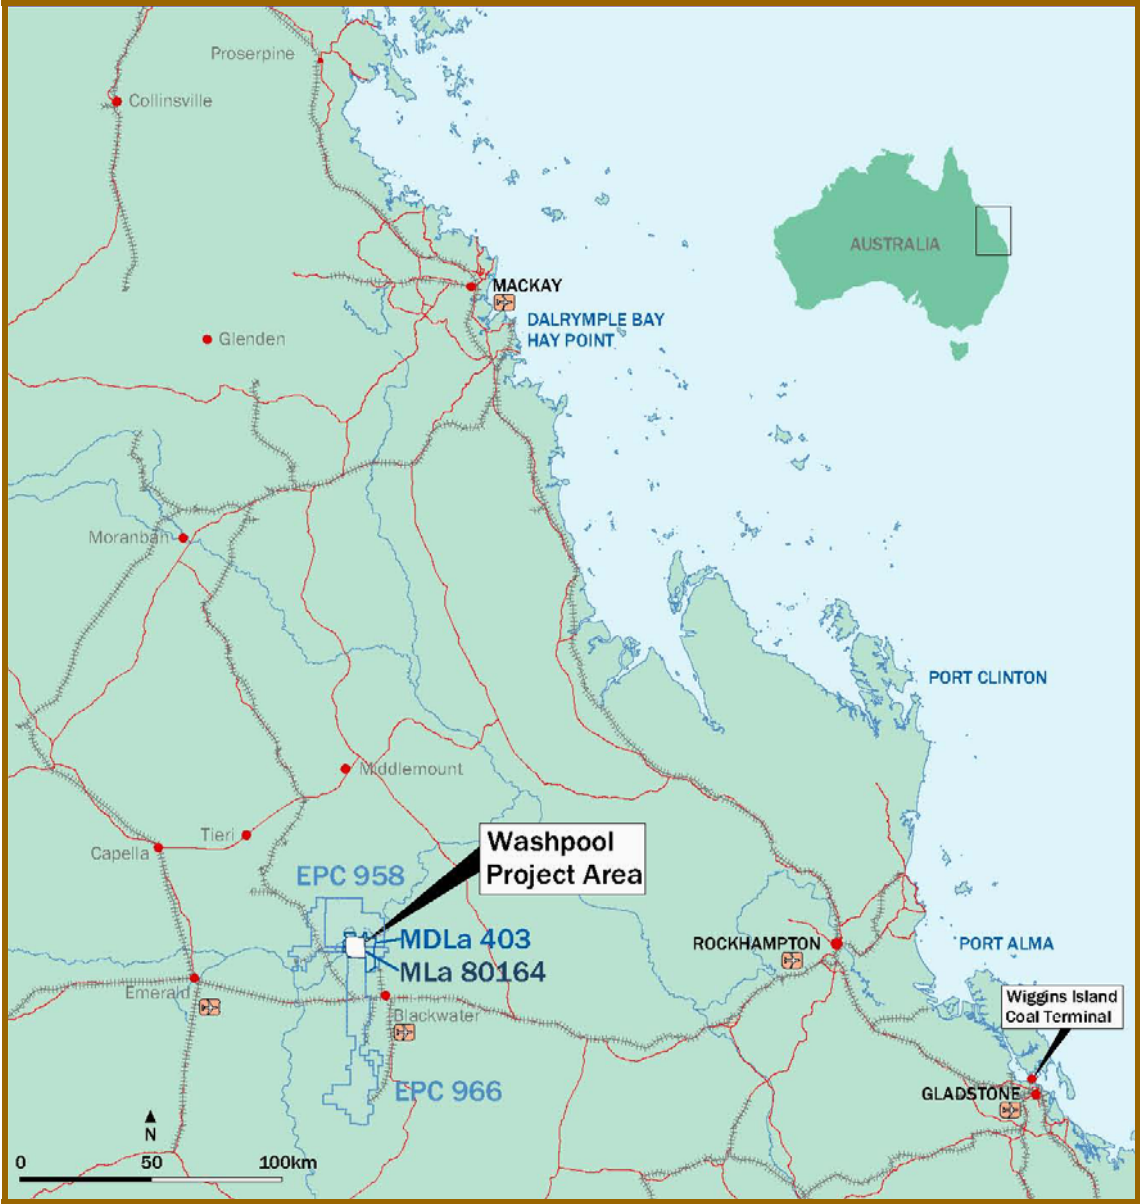 Proserpine
Collinsville
AUSTRALIA
MACKAY
DALRYMPLE BAY
HAY POINT
Glenden
Moranbah
PORT CLINTON
Middlemount
Tieri
Capella
Washpool
Project Area
EPC 958
MDLa 403
MLa 80164
ROCKHAMPTON
PORT ALMA
Emerald
Blackwater
Wiggins Island
Coal Terminal
EPC 966
GLADSTONE
N
0 50 100km